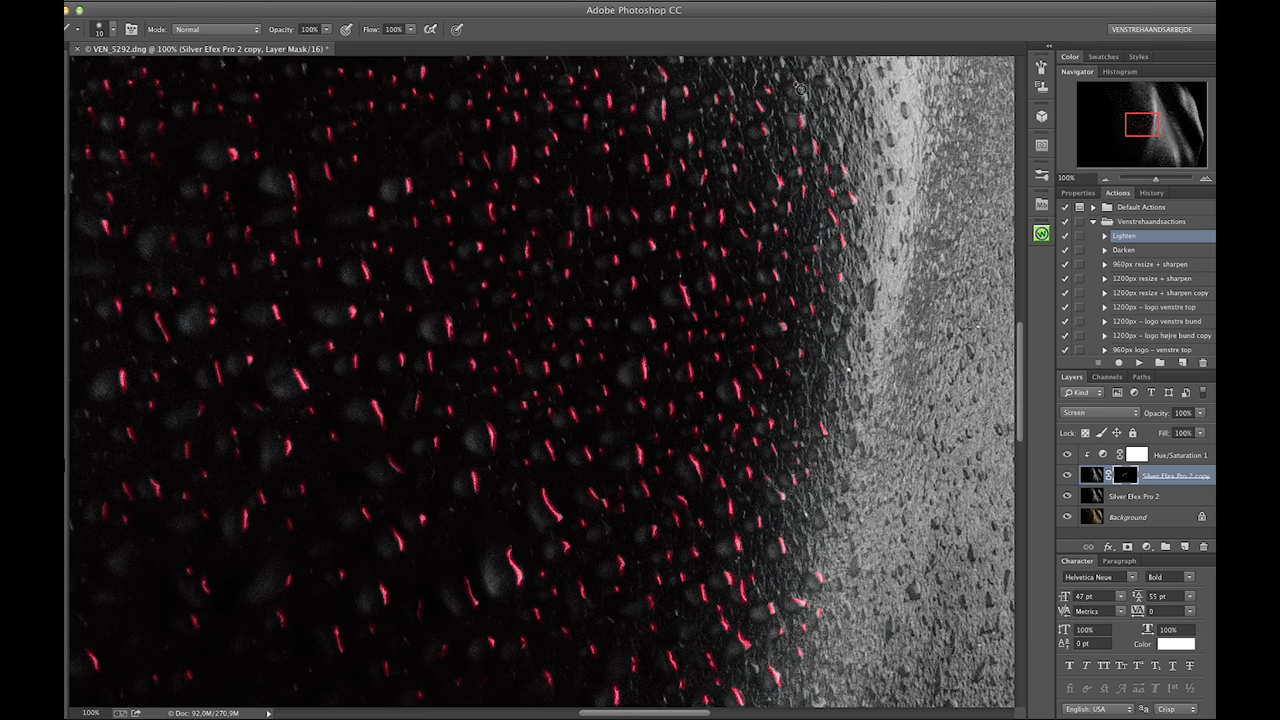 Adobe Photoshop CC
10 Mode: Normal Opacity: 100% Flow: 100% VENSTREHAANDSARBEJDE
× © VEN_5292.dng @ 100% (Silver Efex Pro 2 copy, Layer Mask/16) *
Color Swatches Styles
Navigator Histogram
100%
Properties Actions History
Default Actions
Venstrehaandsactions
Lighten
Darken
960px resize + sharpen
1200px resize + sharpen
1200px resize + sharpen copy
1200px – logo venstre top
1200px – logo venstre bund
1200px – logo højre bund copy
960px logo – venstre top
Layers Channels Paths
Kind
Screen Opacity: 100%
Lock: Fill: 100%
Hue/Saturation 1
Silver Efex Pro 2 copy
Silver Efex Pro 2
Background
Character Paragraph
Helvetica Neue Bold
47 pt 55 pt
Metrics 0
100% 100%
0 pt Color:
English: USA Crisp
100% © Doc: 92,0M/270,9M
Mb